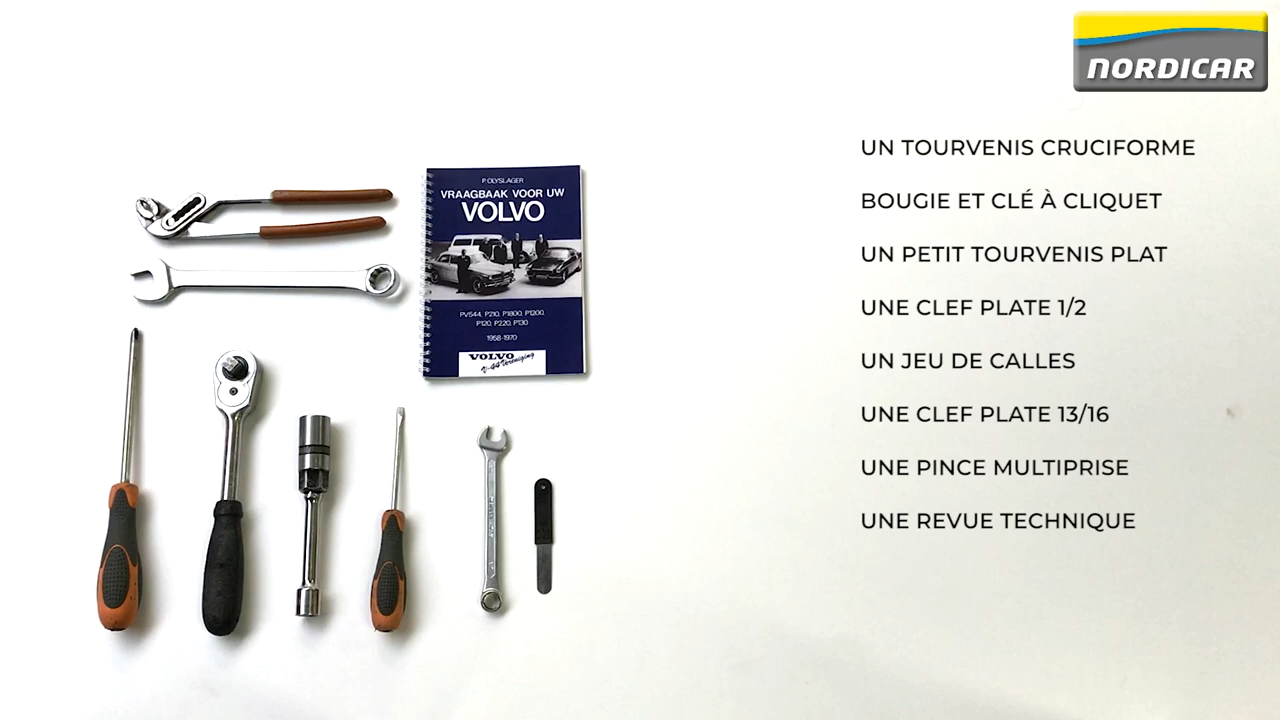 NORDICAR
UN TOURVENIS CRUCIFORME
BOUGIE ET CLÉ À CLIQUET
UN PETIT TOURVENIS PLAT
UNE CLEF PLATE 1/2
UN JEU DE CALLES
UNE CLEF PLATE 13/16
UNE PINCE MULTIPRISE
UNE REVUE TECHNIQUE
P. OLYSLAGER
VRAAGBAAK VOOR UW
VOLVO
PV544, P210, P1800, P1200,
P120, P220, P130
1958-1970
VOLVO
V-44 Vereniging